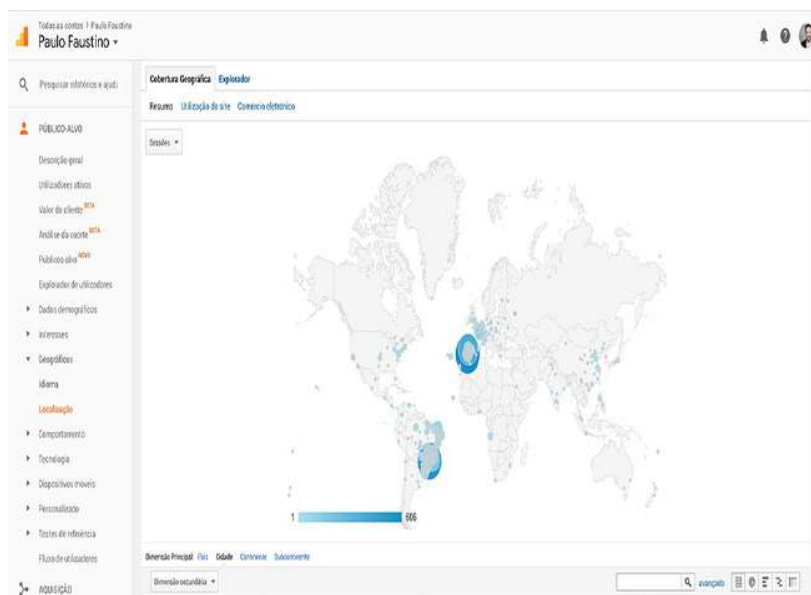 Todas as contas > Paulo Faustino
Paulo Faustino
Pesquisar relatórios e ajuda
PÚBLICO-ALVO
Descrição geral
Utilizadores ativos
Valor do cliente BETA
Análise da coorte BETA
Públicos-alvo NOVO
Explorador de utilizadores
Dados demográficos
Interesses
Geográficos
Idioma
Localização
Comportamento
Tecnologia
Dispositivos móveis
Personalizado
Testes de referência
Fluxo de utilizadores
AQUISIÇÃO
Cobertura Geográfica Explorador
Resumo Utilização do site Comércio eletrónico
Sessões
1 606
Dimensão Principal: País Cidade Continente Subcontinente
Dimensão secundária
avançado